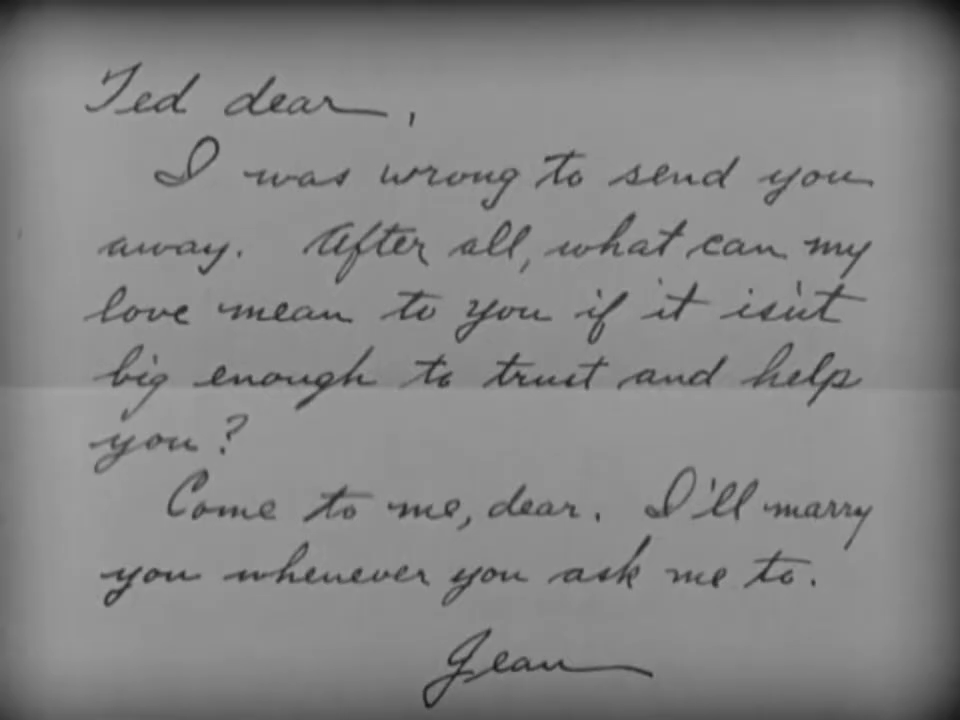 Ted dear,
I was wrong to send you
away. After all, what can my
love mean to you if it isn't
big enough to trust and help
you?
Come to me, dear. I'll marry
you whenever you ask me to.
Jean